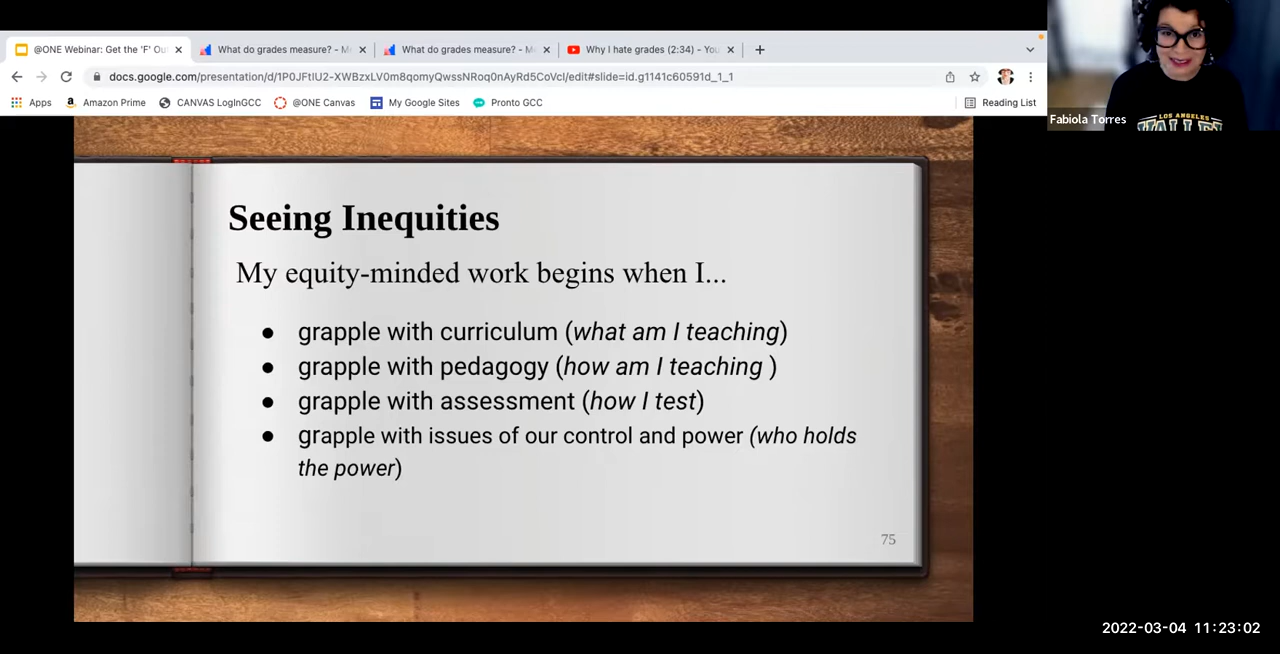 @ONE Webinar: Get the 'F' Ou
What do grades measure? - M
What do grades measure? - M
Why I hate grades (2:34) - You
docs.google.com/presentation/d/1P0JFtIU2-XWBzxLV0m8qomyQwssNRoq0nAyRd5CoVcI/edit#slide=id.g1141c60591d_1_1
Apps Amazon Prime CANVAS LogInGCC @ONE Canvas My Google Sites Pronto GCC Reading List
Fabiola Torres
LOS ANGELES
VALLEY
Seeing Inequities
My equity-minded work begins when I...
● grapple with curriculum (what am I teaching)
● grapple with pedagogy (how am I teaching )
● grapple with assessment (how I test)
● grapple with issues of our control and power (who holds
the power)
75
2022-03-04 11:23:02